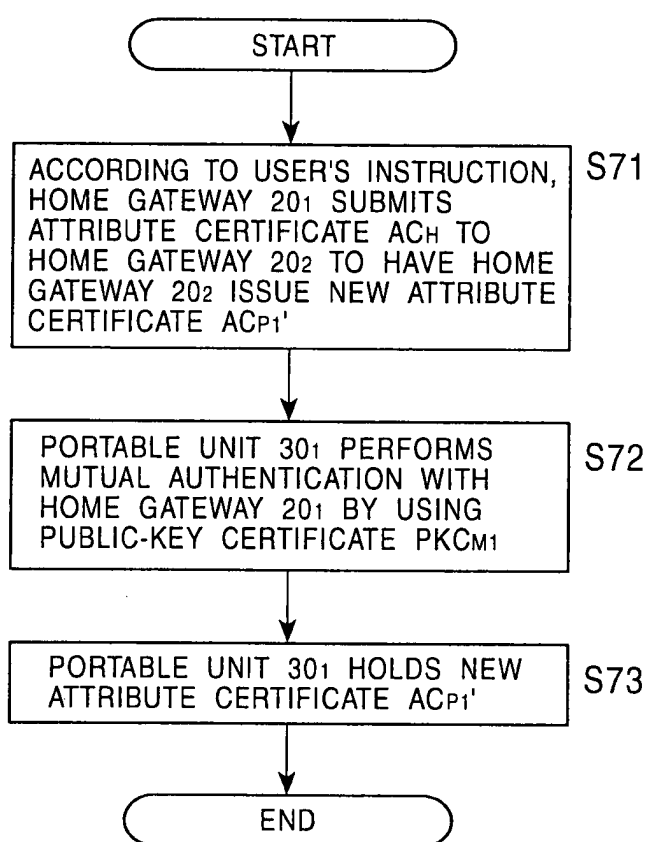 START
ACCORDING TO USER'S INSTRUCTION,
HOME GATEWAY 201 SUBMITS
ATTRIBUTE CERTIFICATE ACH TO
HOME GATEWAY 202 TO HAVE HOME
GATEWAY 202 ISSUE NEW ATTRIBUTE
CERTIFICATE ACP1'
S71
PORTABLE UNIT 301 PERFORMS
MUTUAL AUTHENTICATION WITH
HOME GATEWAY 201 BY USING
PUBLIC-KEY CERTIFICATE PKCM1
S72
PORTABLE UNIT 301 HOLDS NEW
ATTRIBUTE CERTIFICATE ACP1'
S73
END